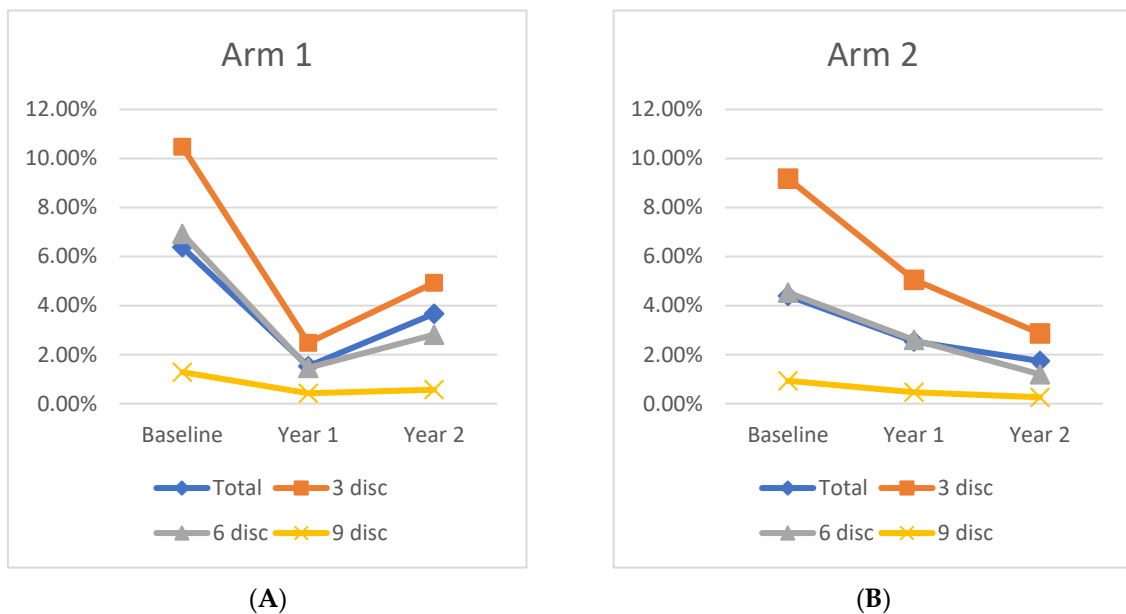 Arm 1
12.00%
10.00%
8.00%
6.00%
4.00%
2.00%
0.00%
Baseline Year 1 Year 2
Total 3 disc
6 disc 9 disc
(A)
Arm 2
12.00%
10.00%
8.00%
6.00%
4.00%
2.00%
0.00%
Baseline Year 1 Year 2
Total 3 disc
6 disc 9 disc
(B)